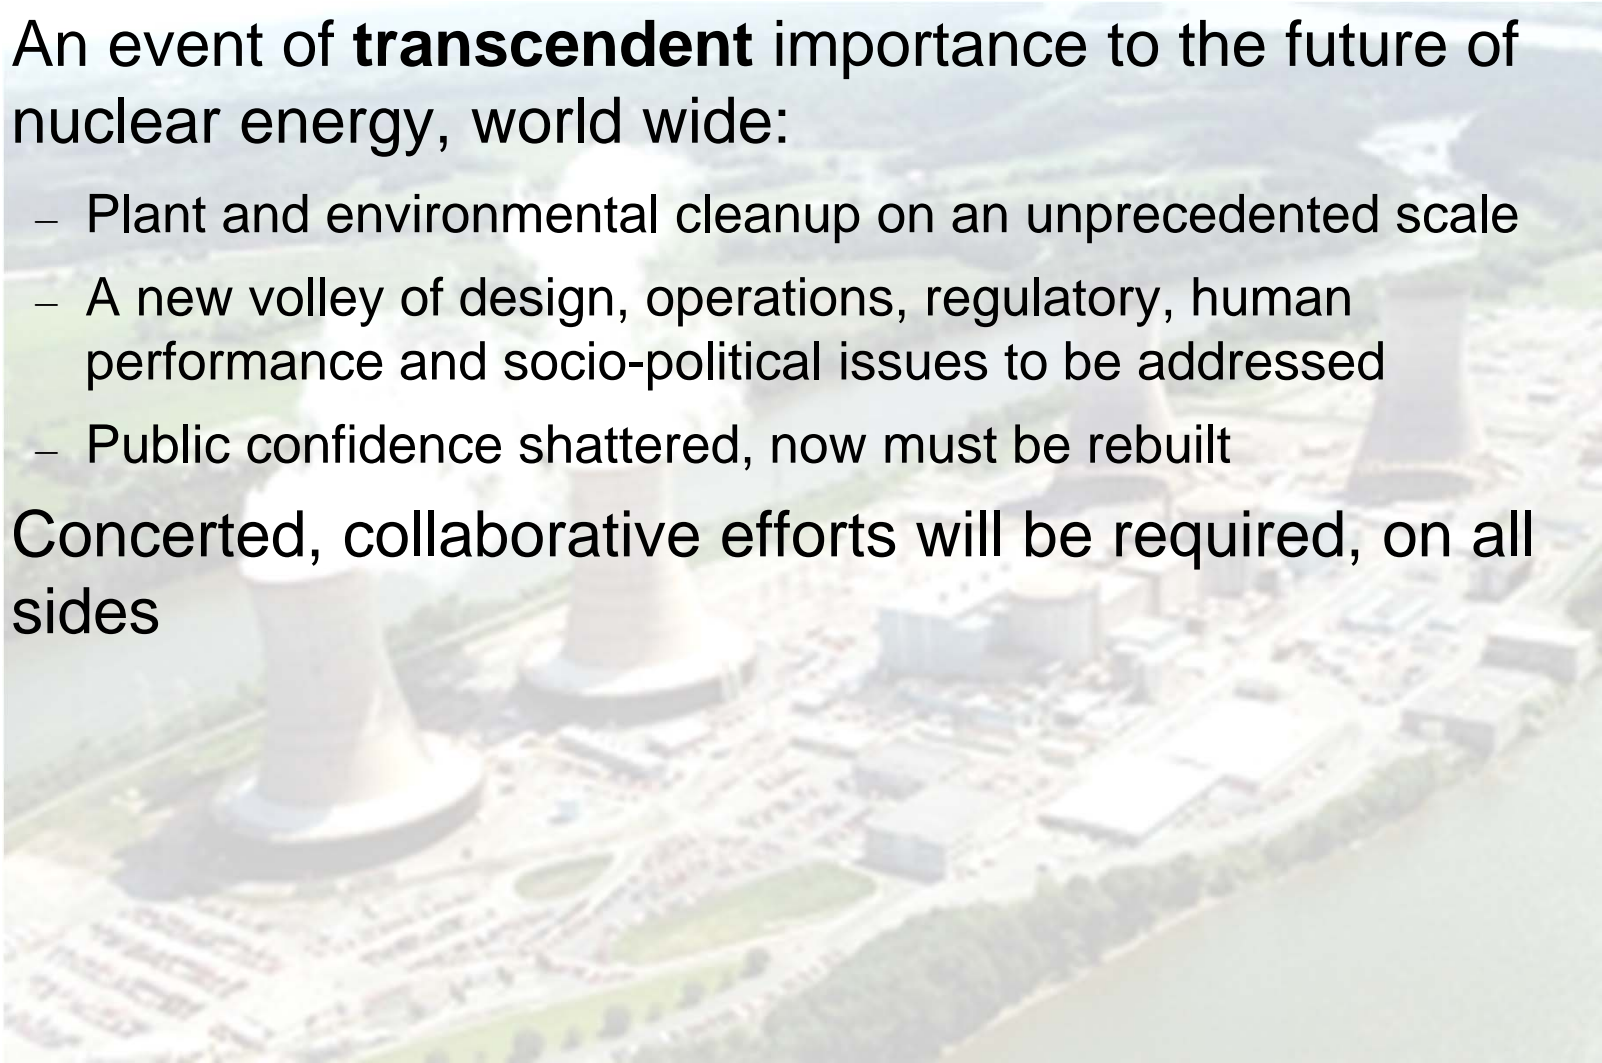 An event of transcendent importance to the future of
nuclear energy, world wide:
– Plant and environmental cleanup on an unprecedented scale
– A new volley of design, operations, regulatory, human
performance and socio-political issues to be addressed
– Public confidence shattered, now must be rebuilt
Concerted, collaborative efforts will be required, on all
sides